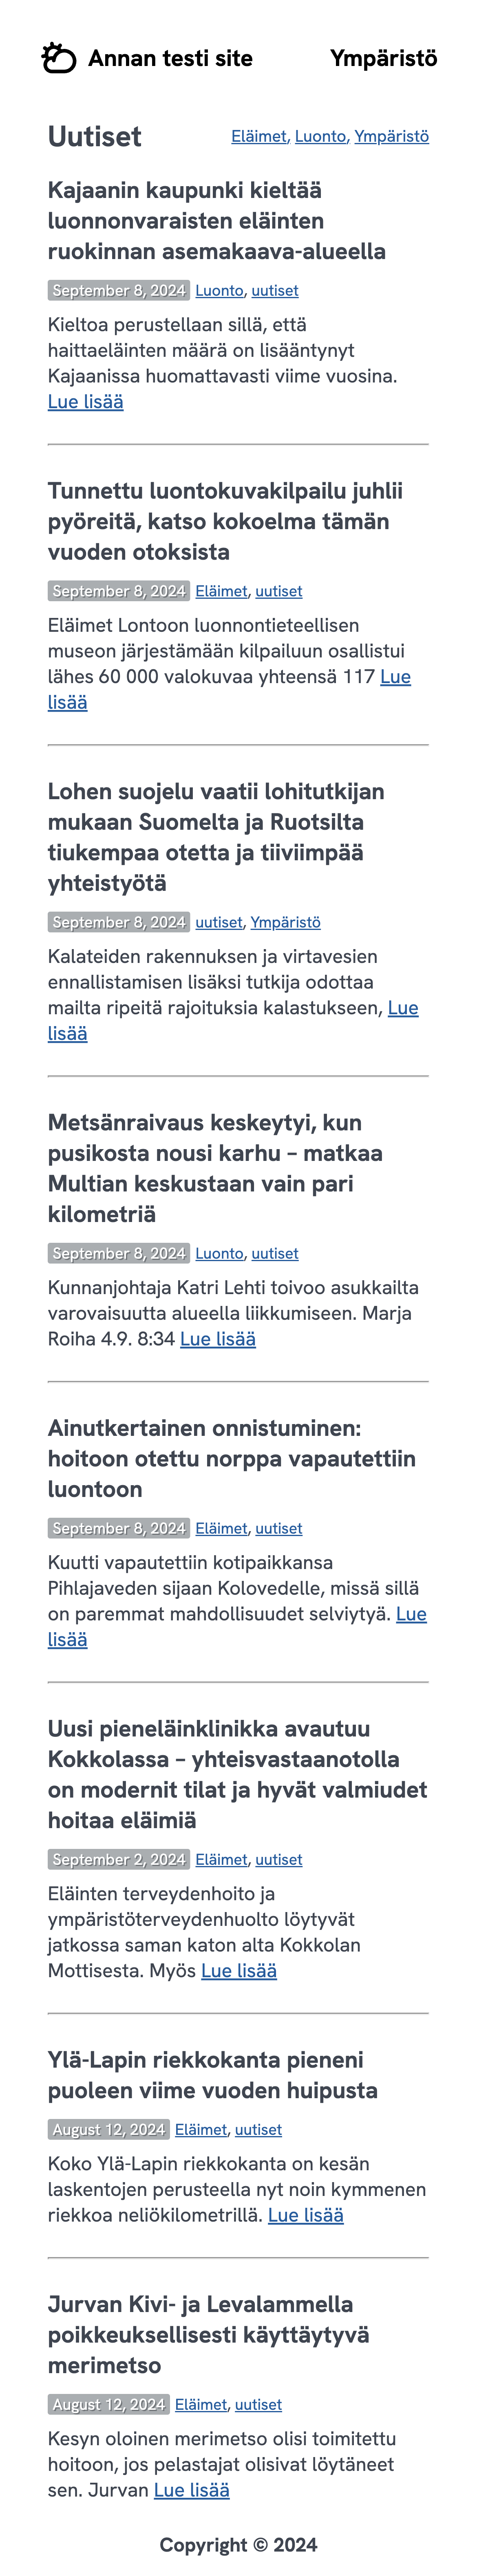 Annan testi site Ympäristö
Uutiset Eläimet, Luonto, Ympäristö
Kajaanin kaupunki kieltää
luonnonvaraisten eläinten
ruokinnan asemakaava-alueella
September 8, 2024 Luonto, uutiset
Kieltoa perustellaan sillä, että
haittaeläinten määrä on lisääntynyt
Kajaanissa huomattavasti viime vuosina.
Lue lisää
Tunnettu luontokuvakilpailu juhlii
pyöreitä, katso kokoelma tämän
vuoden otoksista
September 8, 2024 Eläimet, uutiset
Eläimet Lontoon luonnontieteellisen
museon järjestämään kilpailuun osallistui
lähes 60 000 valokuvaa yhteensä 117 Lue
lisää
Lohen suojelu vaatii lohitutkijan
mukaan Suomelta ja Ruotsilta
tiukempaa otetta ja tiiviimpää
yhteistyötä
September 8, 2024 uutiset, Ympäristö
Kalateiden rakennuksen ja virtavesien
ennallistamisen lisäksi tutkija odottaa
mailta ripeitä rajoituksia kalastukseen, Lue
lisää
Metsänraivaus keskeytyi, kun
pusikosta nousi karhu – matkaa
Multian keskustaan vain pari
kilometriä
September 8, 2024 Luonto, uutiset
Kunnanjohtaja Katri Lehti toivoo asukkailta
varovaisuutta alueella liikkumiseen. Marja
Roiha 4.9. 8:34 Lue lisää
Ainutkertainen onnistuminen:
hoitoon otettu norppa vapautettiin
luontoon
September 8, 2024 Eläimet, uutiset
Kuutti vapautettiin kotipaikkansa
Pihlajaveden sijaan Kolovedelle, missä sillä
on paremmat mahdollisuudet selviytyä. Lue
lisää
Uusi pieneläinklinikka avautuu
Kokkolassa – yhteisvastaanotolla
on modernit tilat ja hyvät valmiudet
hoitaa eläimiä
September 2, 2024 Eläimet, uutiset
Eläinten terveydenhoito ja
ympäristöterveydenhuolto löytyvät
jatkossa saman katon alta Kokkolan
Mottisesta. Myös Lue lisää
Ylä-Lapin riekkokanta pieneni
puoleen viime vuoden huipusta
August 12, 2024 Eläimet, uutiset
Koko Ylä-Lapin riekkokanta on kesän
laskentojen perusteella nyt noin kymmenen
riekkoa neliökilometrillä. Lue lisää
Jurvan Kivi- ja Levalammella
poikkeuksellisesti käyttäytyvä
merimetso
August 12, 2024 Eläimet, uutiset
Kesyn oloinen merimetso olisi toimitettu
hoitoon, jos pelastajat olisivat löytäneet
sen. Jurvan Lue lisää
Copyright © 2024